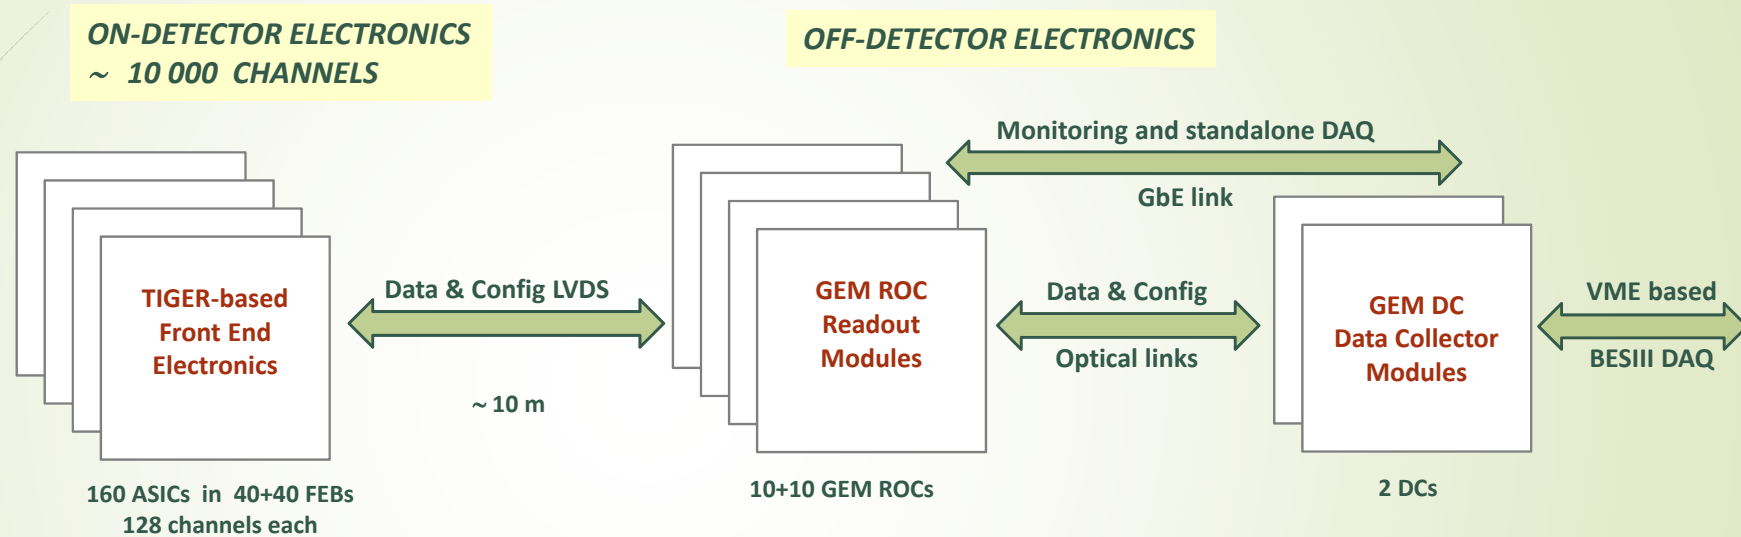 ON-DETECTOR ELECTRONICS
~ 10 000 CHANNELS
OFF-DETECTOR ELECTRONICS
Monitoring and standalone DAQ
GbE link
TIGER-based
Front End
Electronics
Data & Config LVDS
~ 10 m
GEM ROC
Readout
Modules
Data & Config
Optical links
GEM DC
Data Collector
Modules
VME based
BESIII DAQ
160 ASICs in 40+40 FEBs
128 channels each
10+10 GEM ROCs
2 DCs